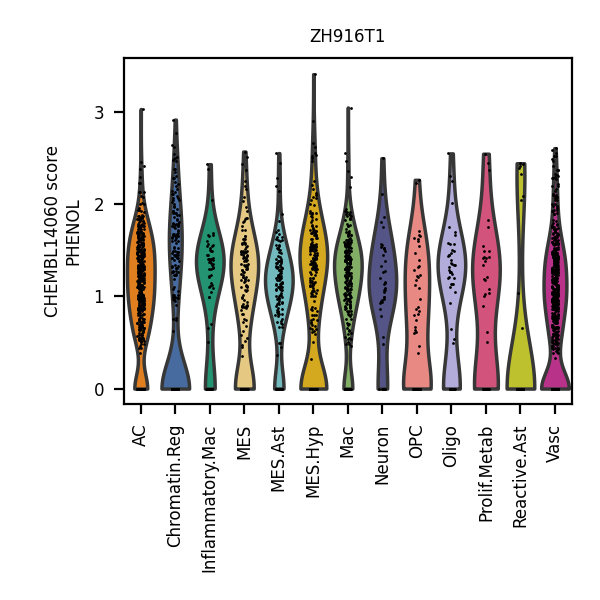 ZH916T1
CHEMBL14060 score
PHENOL
3
2
1
0
AC
Chromatin.Reg
Inflammatory.Mac
MES
MES.Ast
MES.Hyp
Mac
Neuron
OPC
Oligo
Prolif.Metab
Reactive.Ast
Vasc